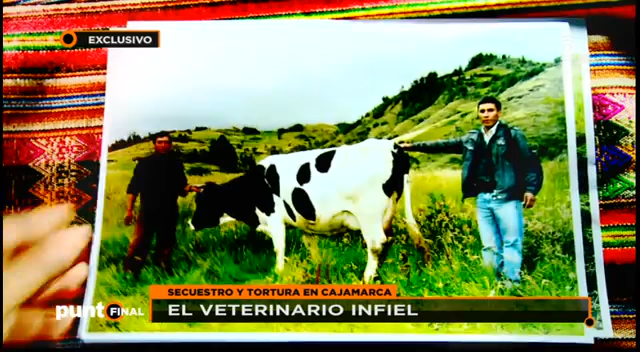 EXCLUSIVO
SECUESTRO Y TORTURA EN CAJAMARCA
punto FINAL
EL VETERINARIO INFIEL